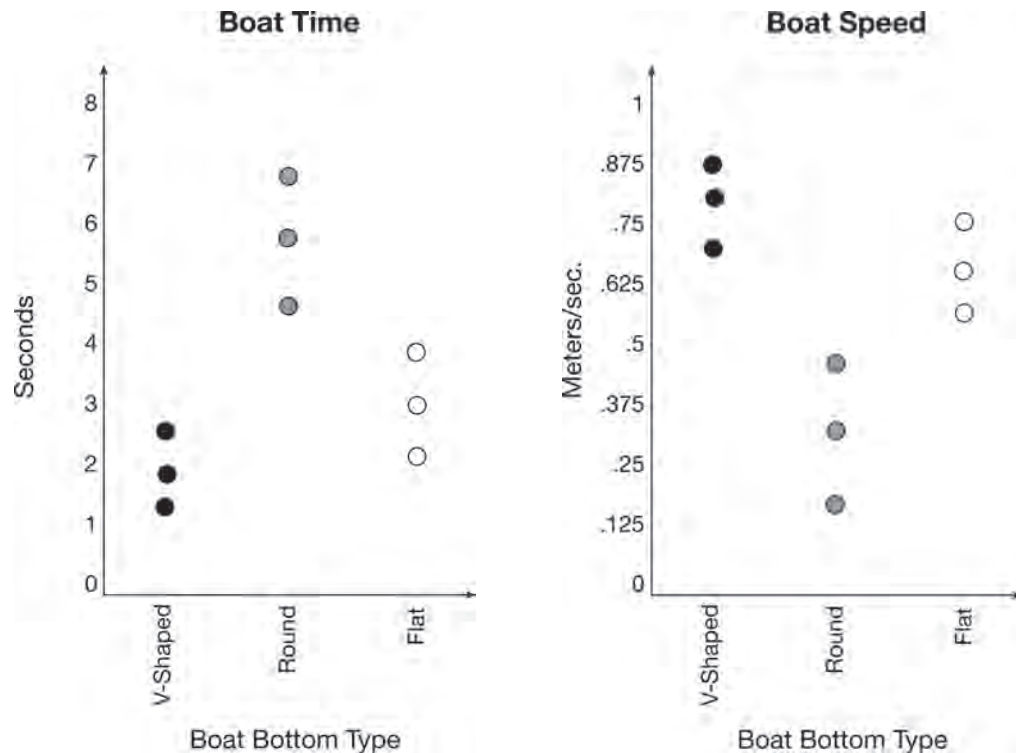 Boat Time
8
7
6
5
4
3
2
1
0
Seconds
V-Shaped
Round
Flat
Boat Bottom Type
Boat Speed
1
.875
.75
.625
.5
.375
.25
.125
0
Meters/sec.
V-Shaped
Round
Flat
Boat Bottom Type